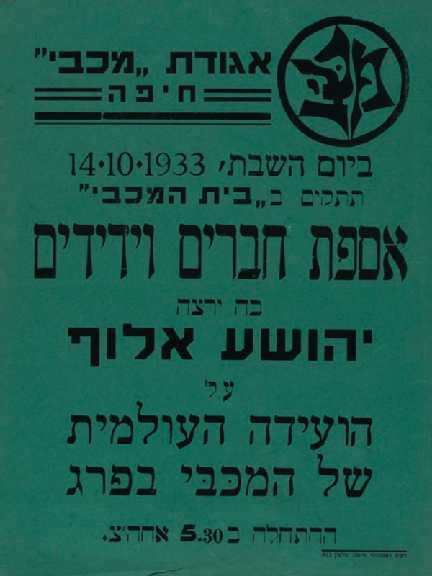 אגודת „מכבי"
חיפה
מכבי
ביום השבת, 14·10·1933
תתקים ב„בית המכבי"
אספת חברים וידידים
בה ירצה
יהושע אלוף
על
הועידה העולמית
של המכבי בפרג
ההתחלה ב 5.30 אחה״צ.